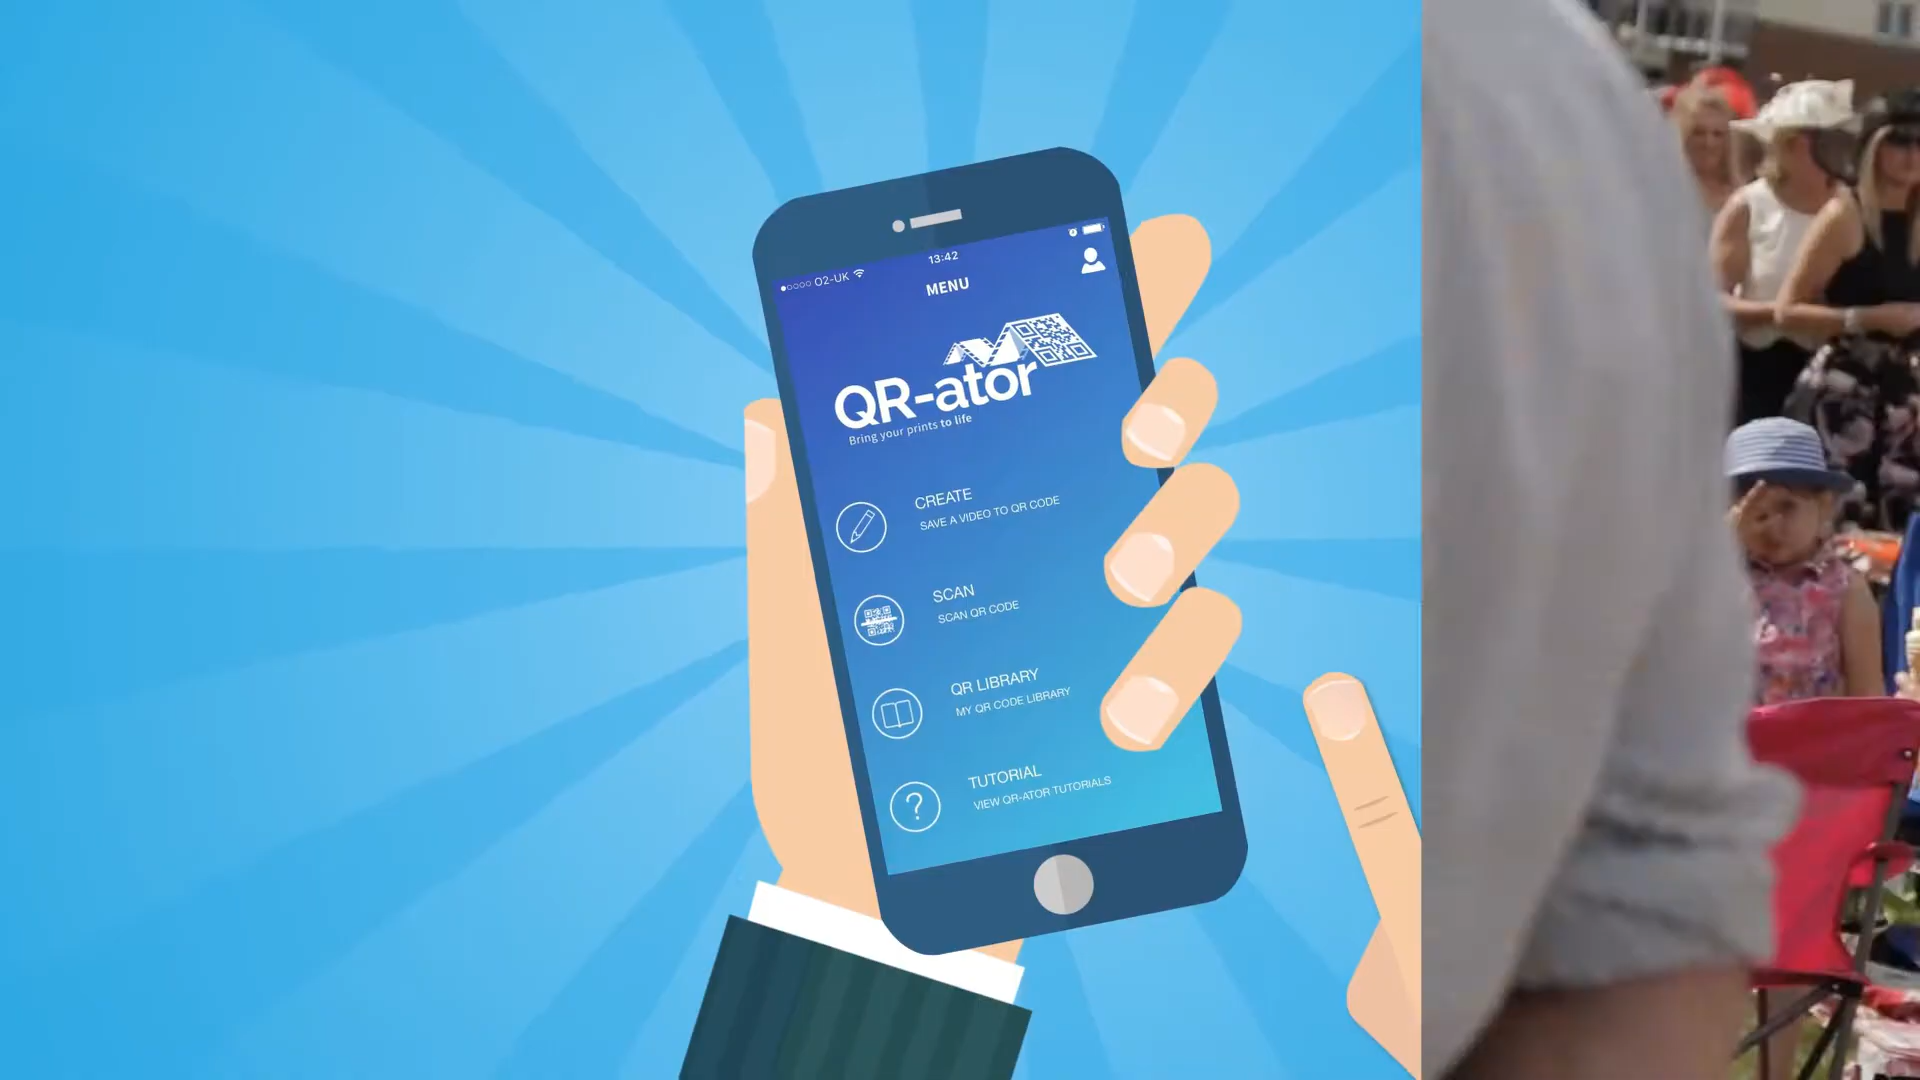 O2-UK
13:42
MENU
QR-ator
Bring your prints to life
CREATE
SAVE A VIDEO TO QR CODE
SCAN
SCAN QR CODE
QR LIBRARY
MY QR CODE LIBRARY
TUTORIAL
VIEW QR-ATOR TUTORIALS